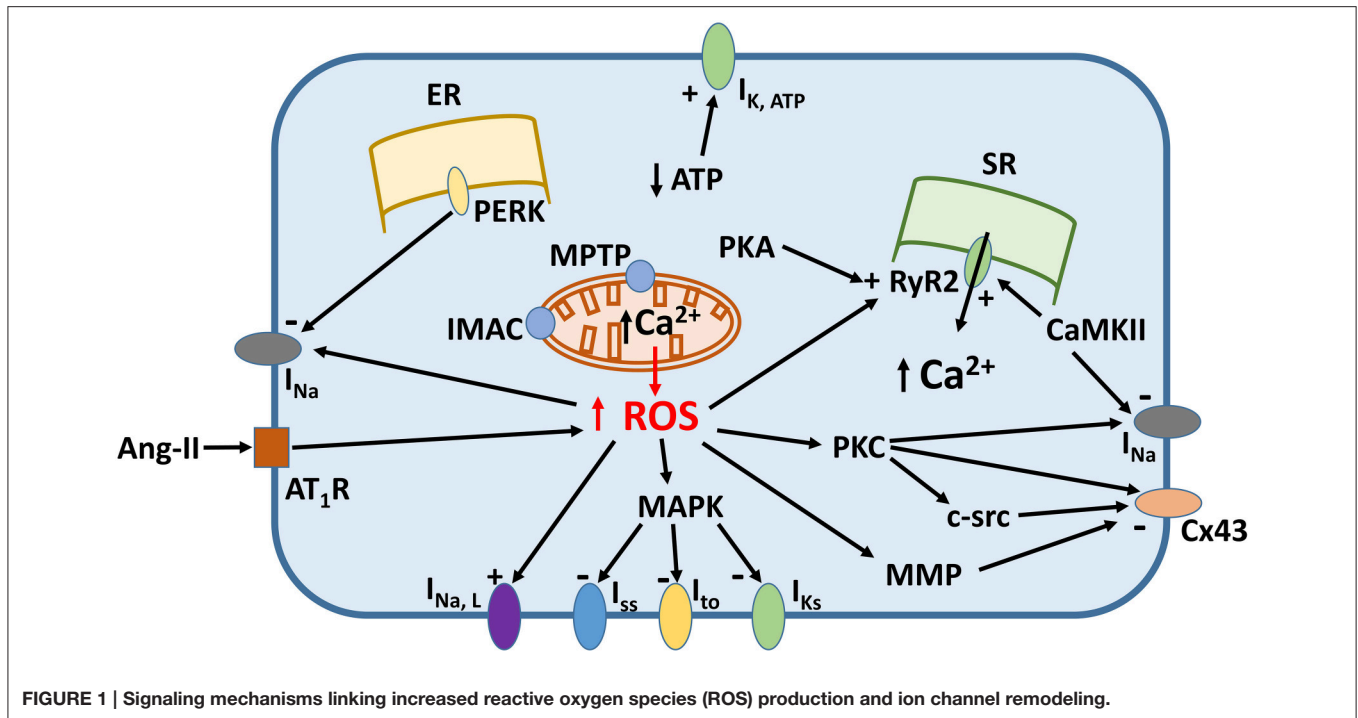 ER
+
I K, ATP
↓ ATP
SR
PERK
MPTP
PKA
+ RyR2
+
IMAC
↑Ca2+
CaMKII
-
I Na
↑ Ca2+
↑ ROS
-
I Na
Ang-II
AT1R
PKC
MAPK
c-src
-
Cx43
MMP
I Na, L
+
-
I ss
-
I to
-
I Ks
FIGURE 1 | Signaling mechanisms linking increased reactive oxygen species (ROS) production and ion channel remodeling.